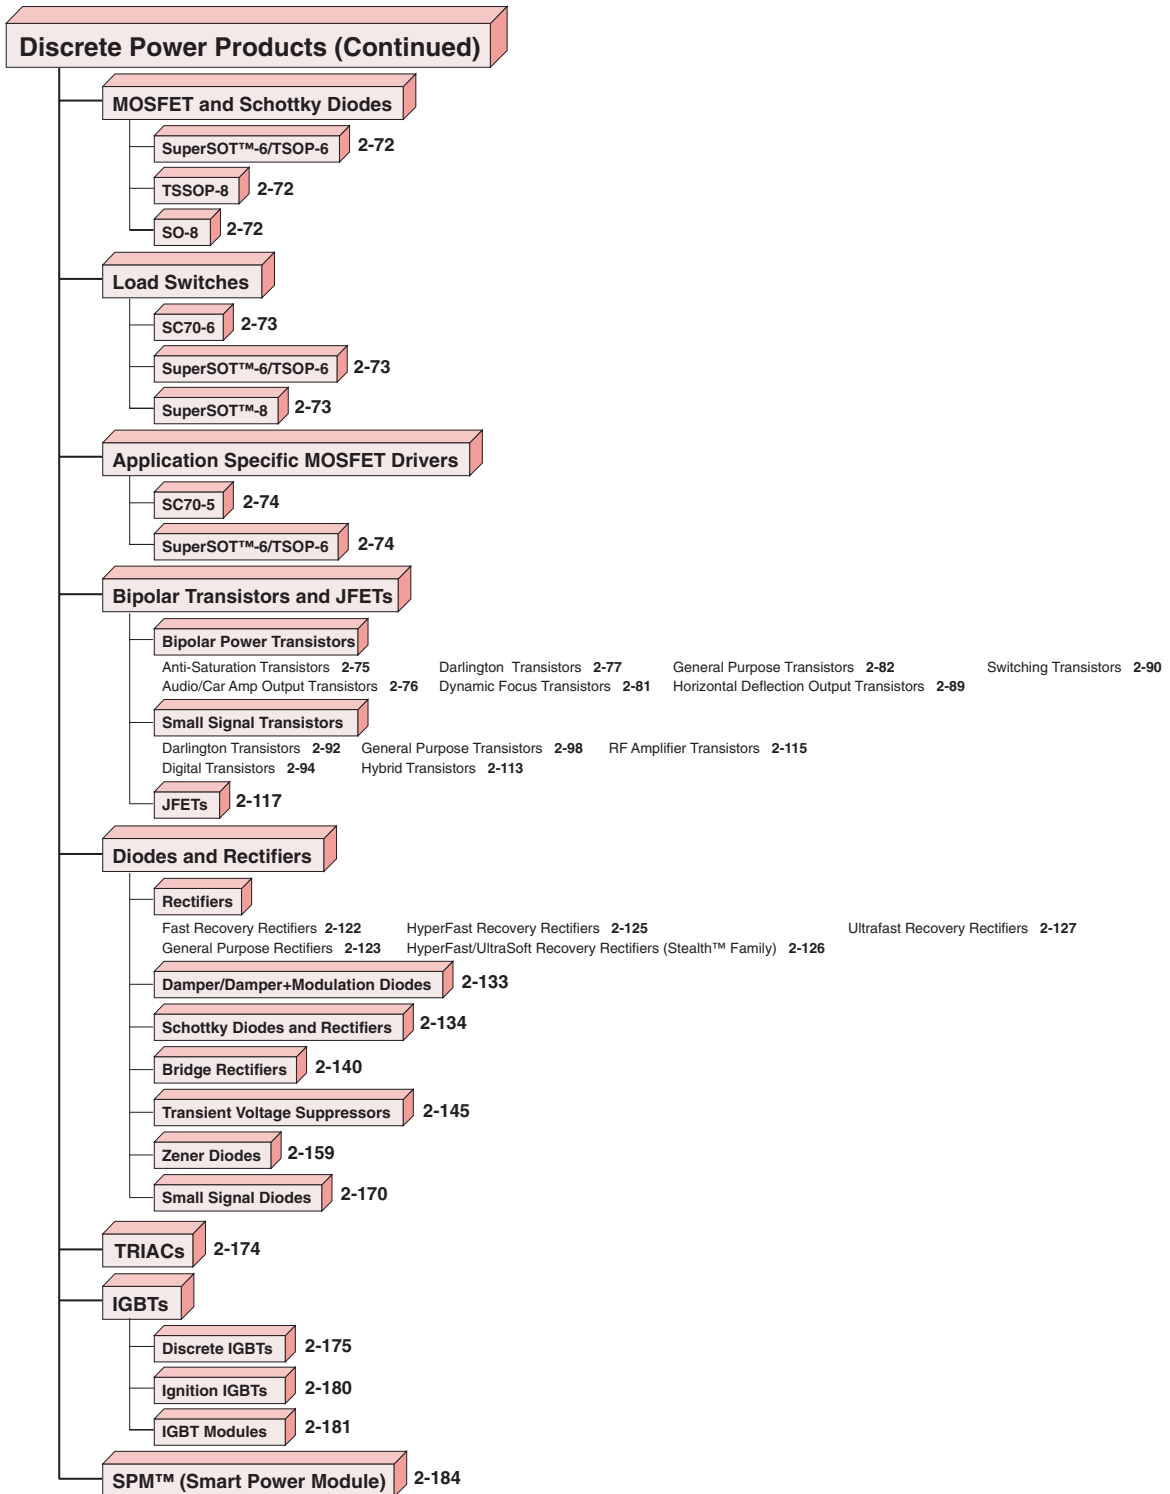 Discrete Power Products (Continued)
MOSFET and Schottky Diodes
SuperSOT™-6/TSOP-6 2-72
TSSOP-8 2-72
SO-8 2-72
Load Switches
SC70-6 2-73
SuperSOT™-6/TSOP-6 2-73
SuperSOT™-8 2-73
Application Specific MOSFET Drivers
SC70-5 2-74
SuperSOT™-6/TSOP-6 2-74
Bipolar Transistors and JFETs
Bipolar Power Transistors
Anti-Saturation Transistors 2-75 Darlington Transistors 2-77 General Purpose Transistors 2-82 Switching Transistors 2-90
Audio/Car Amp Output Transistors 2-76 Dynamic Focus Transistors 2-81 Horizontal Deflection Output Transistors 2-89
Small Signal Transistors
Darlington Transistors 2-92 General Purpose Transistors 2-98 RF Amplifier Transistors 2-115
Digital Transistors 2-94 Hybrid Transistors 2-113
JFETs 2-117
Diodes and Rectifiers
Rectifiers
Fast Recovery Rectifiers 2-122 HyperFast Recovery Rectifiers 2-125 Ultrafast Recovery Rectifiers 2-127
General Purpose Rectifiers 2-123 HyperFast/UltraSoft Recovery Rectifiers (Stealth™ Family) 2-126
Damper/Damper+Modulation Diodes 2-133
Schottky Diodes and Rectifiers 2-134
Bridge Rectifiers 2-140
Transient Voltage Suppressors 2-145
Zener Diodes 2-159
Small Signal Diodes 2-170
TRIACs 2-174
IGBTs
Discrete IGBTs 2-175
Ignition IGBTs 2-180
IGBT Modules 2-181
SPM™ (Smart Power Module) 2-184